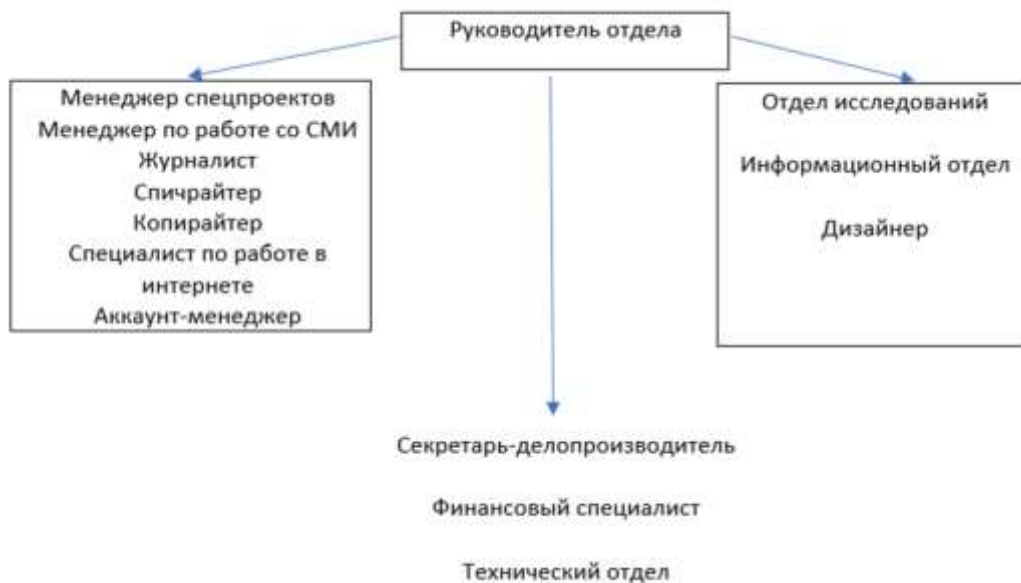 Руководитель отдела
Менеджер спецпроектов
Менеджер по работе со СМИ
Журналист
Спичрайтер
Копирайтер
Специалист по работе в
интернете
Аккаунт-менеджер
Отдел исследований
Информационный отдел
Дизайнер
Секретарь-делопроизводитель
Финансовый специалист
Технический отдел